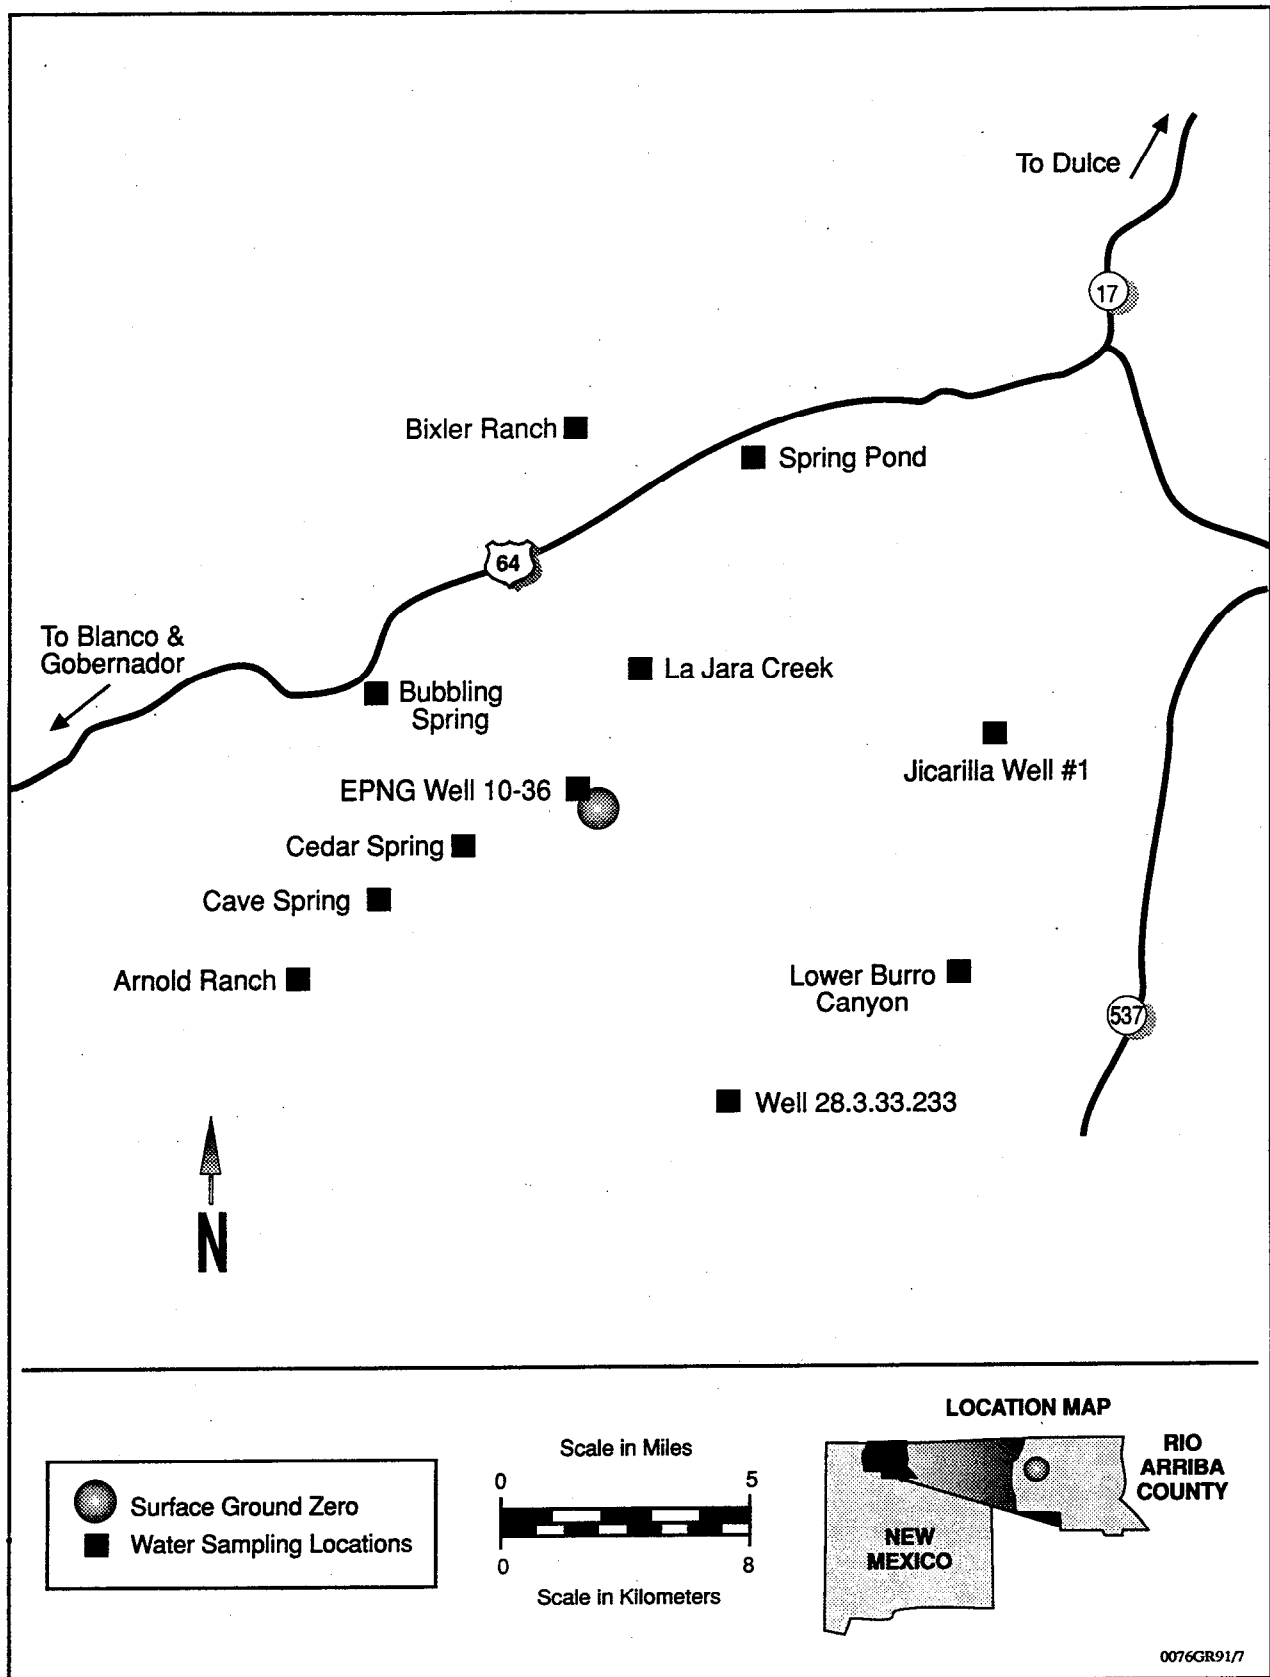 To Dulce
17
Bixler Ranch
Spring Pond
64
To Blanco &
Gobernador
La Jara Creek
Bubbling
Spring
Jicarilla Well #1
EPNG Well 10-36
Cedar Spring
Cave Spring
Arnold Ranch
Lower Burro
Canyon
537
Well 28.3.33.233
N
LOCATION MAP
Scale in Miles
0 5
RIO
ARRIBA
COUNTY
Surface Ground Zero
Water Sampling Locations
NEW
MEXICO
0 8
Scale in Kilometers
0076GR91/7